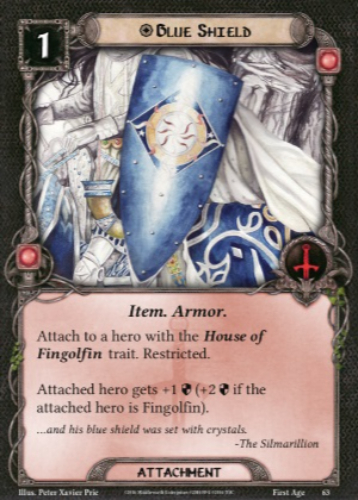 1
Blue Shield
Item. Armor.
Attach to a hero with the House of
Fingolfin trait. Restricted.
Attached hero gets +1 (+2 if the
attached hero is Fingolfin).
...and his blue shield was set with crystals.
-The Silmarillion
ATTACHMENT
Illus. Peter Xavier Price
First Age
63